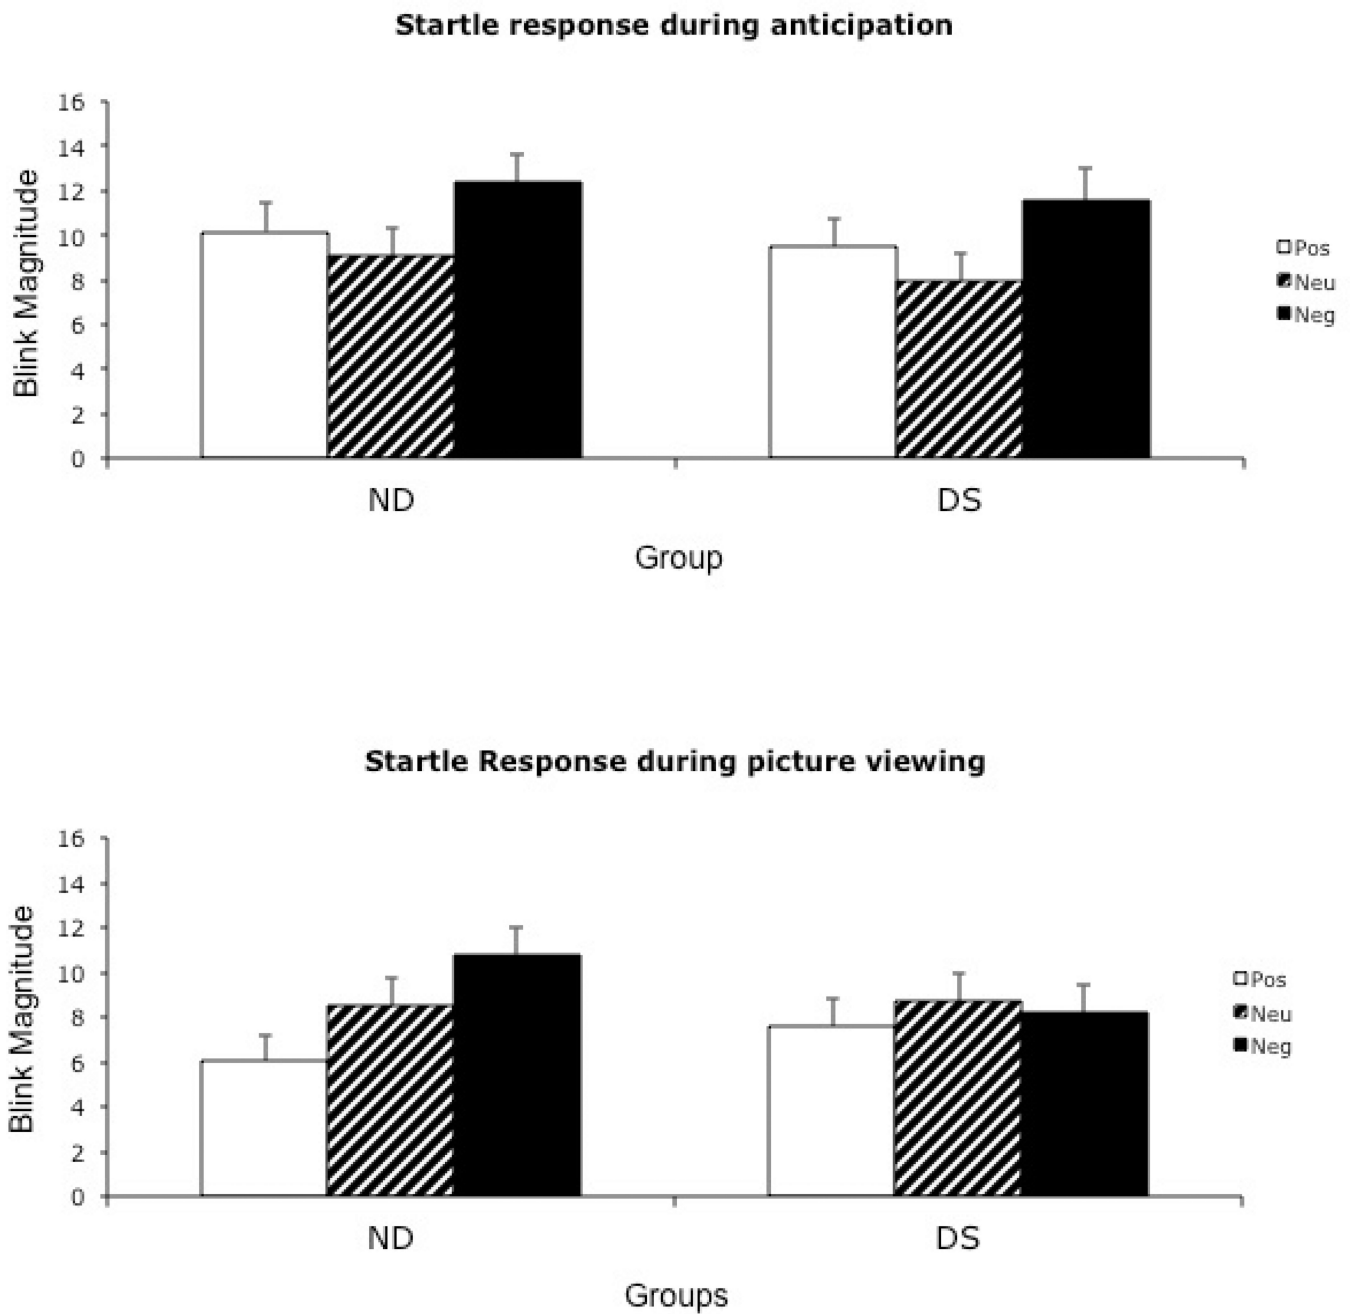 Startle response during anticipation
16
14
12
10
8
6
4
2
0
Blink Magnitude
ND
DS
Group
Pos
Neu
Neg
Startle Response during picture viewing
16
14
12
10
8
6
4
2
0
Blink Magnitude
ND
DS
Groups
Pos
Neu
Neg